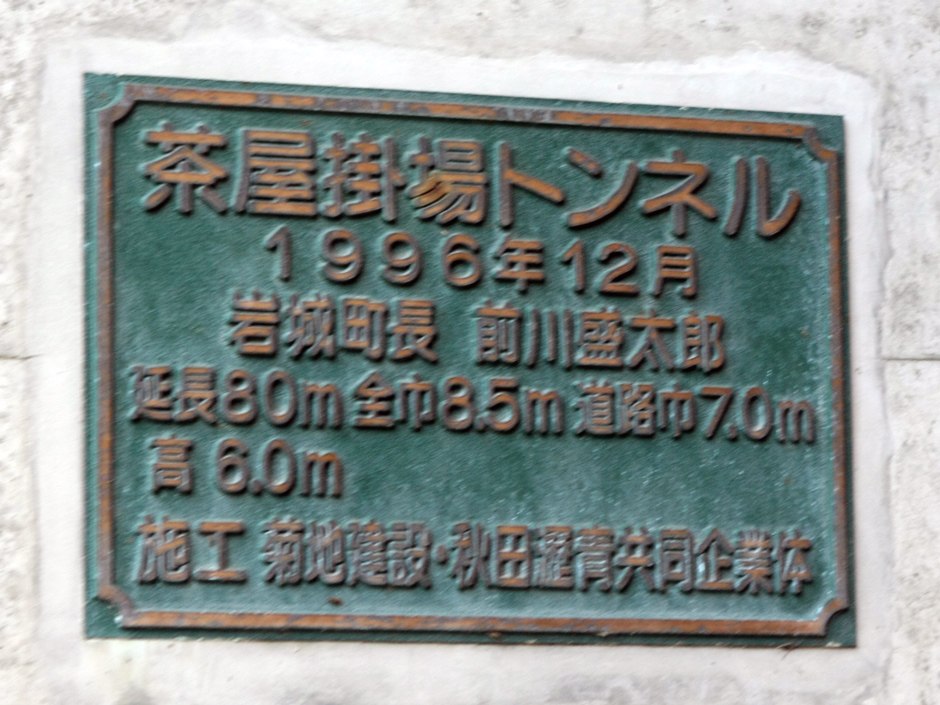 茶屋掛場トンネル
1996年12月
岩城町長 前川盛太郎
延長80m 全巾8.5m 道路巾7.0m
高 6.0m
施工 菊地建設・秋田瀝青共同企業体